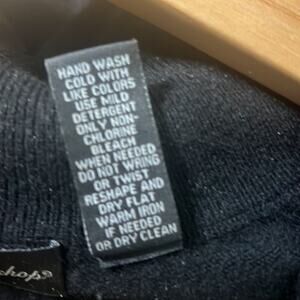 HAND WASH
COLD WITH
LIKE COLORS
USE MILD
DETERGENT
ONLY NON-
CHLORINE
BLEACH
WHEN NEEDED
DO NOT WRING
OR TWIST
RESHAPE AND
DRY FLAT
WARM IRON
IF NEEDED
OR DRY CLEAN